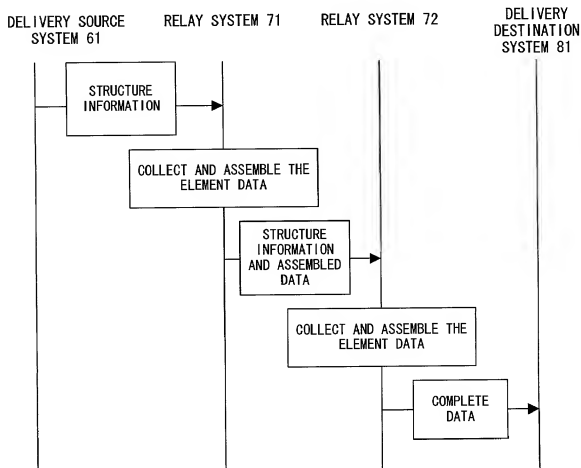 DELIVERY SOURCE
SYSTEM 61
RELAY SYSTEM 71
RELAY SYSTEM 72
DELIVERY
DESTINATION
SYSTEM 81
STRUCTURE
INFORMATION
COLLECT AND ASSEMBLE THE
ELEMENT DATA
STRUCTURE
INFORMATION
AND ASSEMBLED
DATA
COLLECT AND ASSEMBLE THE
ELEMENT DATA
COMPLETE
DATA